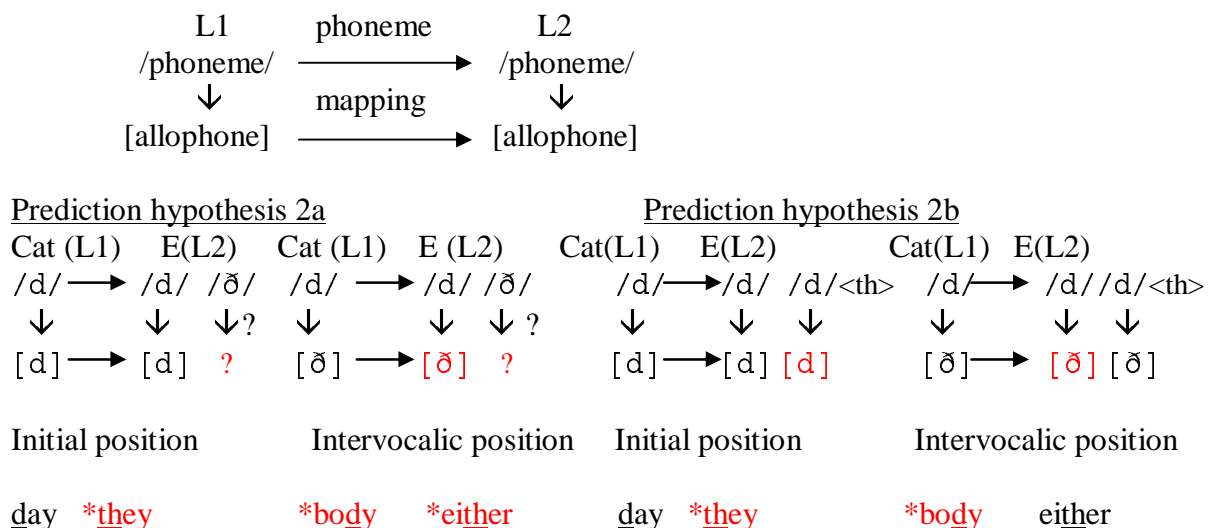 L1 phoneme L2
/phoneme/ /phoneme/
mapping
[allophone] [allophone]
Prediction hypothesis 2a Prediction hypothesis 2b
Cat (L1) E(L2) Cat (L1) E (L2) Cat(L1) E(L2) Cat(L1) E(L2)
/d/ /d/ /ð/ /d/ /d/ /ð/ /d/ /d/ /d/<th> /d/ /d//d/<th>
? ?
[d] [d] ? [ð] [ð] ? [d] [d] [d] [ð] [ð] [ð]
Initial position Intervocalic position Initial position Intervocalic position
day *they *body *either day *they *body either